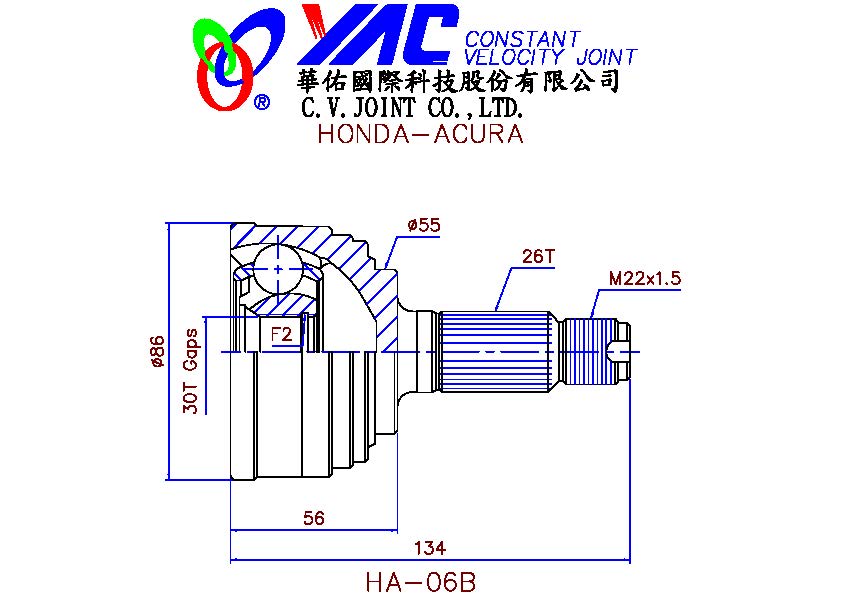 YAC CONSTANT
VELOCITY JOINT
®
華佑國際科技股份有限公司
C.V.JOINT CO.,LTD.
HONDA-ACURA
ø55
26T
M22x1.5
F2
ø86
30T Gaps
56
134
HA-06B